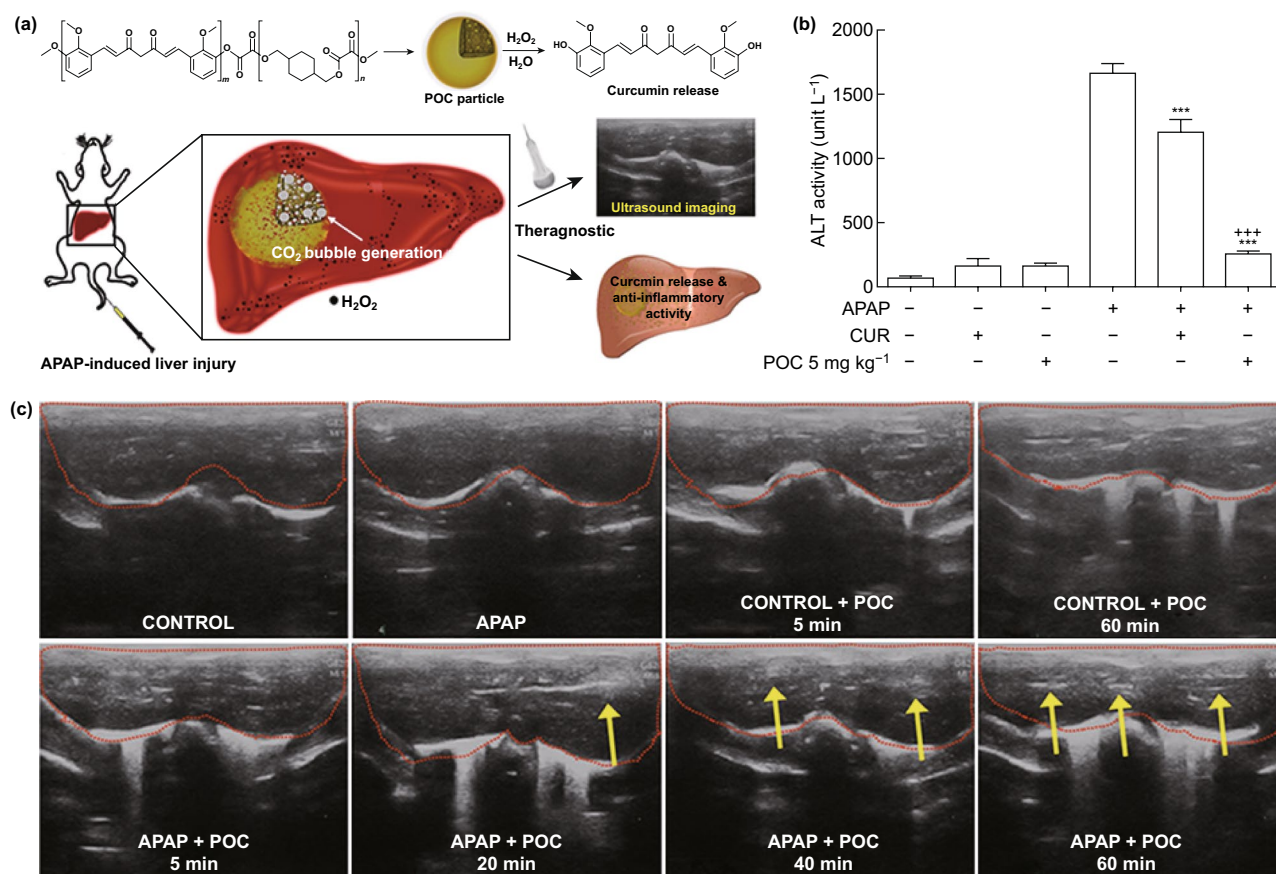 (a)
O O O O O
O
m
O
O
O
O
O
O
n
O
POC particle
H₂O₂
H₂O
HO O O O O OH
Curcumin release
APAP-induced liver injury
CO₂ bubble generation
H₂O₂
Theragnostic
Ultrasound imaging
Curcmin release &
anti-inflammatory
activity
(b)
ALT activity (unit L⁻¹)
2000
1500
1000
500
0
***
+++
***
APAP − − − + + +
CUR − + − − + −
POC 5 mg kg⁻¹ − − + − − +
(c)
CONTROL
APAP
CONTROL + POC
5 min
CONTROL + POC
60 min
APAP + POC
5 min
APAP + POC
20 min
APAP + POC
40 min
APAP + POC
60 min